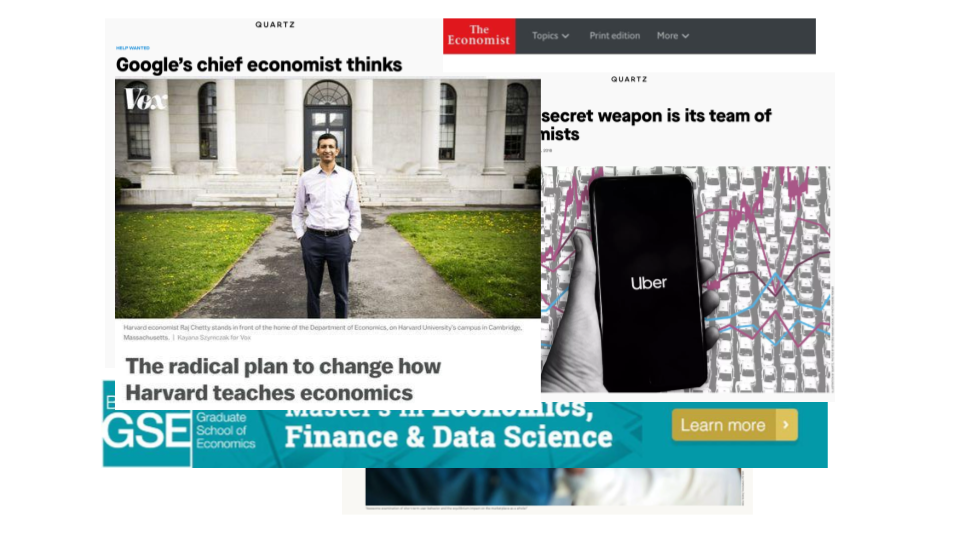 QUARTZ
HELP WANTED
Google's chief economist thinks
The
Economist
Topics
Print edition
More
QUARTZ
secret weapon is its team of
mists
Vox
Uber
Harvard economist Raj Chetty stands in front of the home of the Department of Economics, on Harvard University's campus in Cambridge,
Massachusetts. | Kayana Szymczak for Vox
The radical plan to change how
Harvard teaches economics
GSE
Graduate
School of
Economics
Master's in Economics,
Finance & Data Science
Learn more